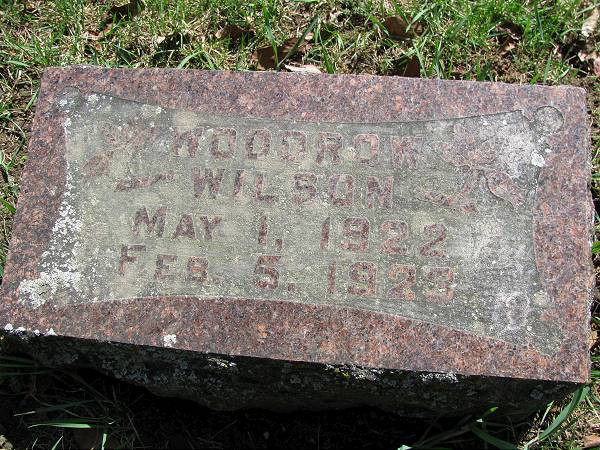 WOODROW
WILSON
MAY 1, 1922
FEB. 5. 1923